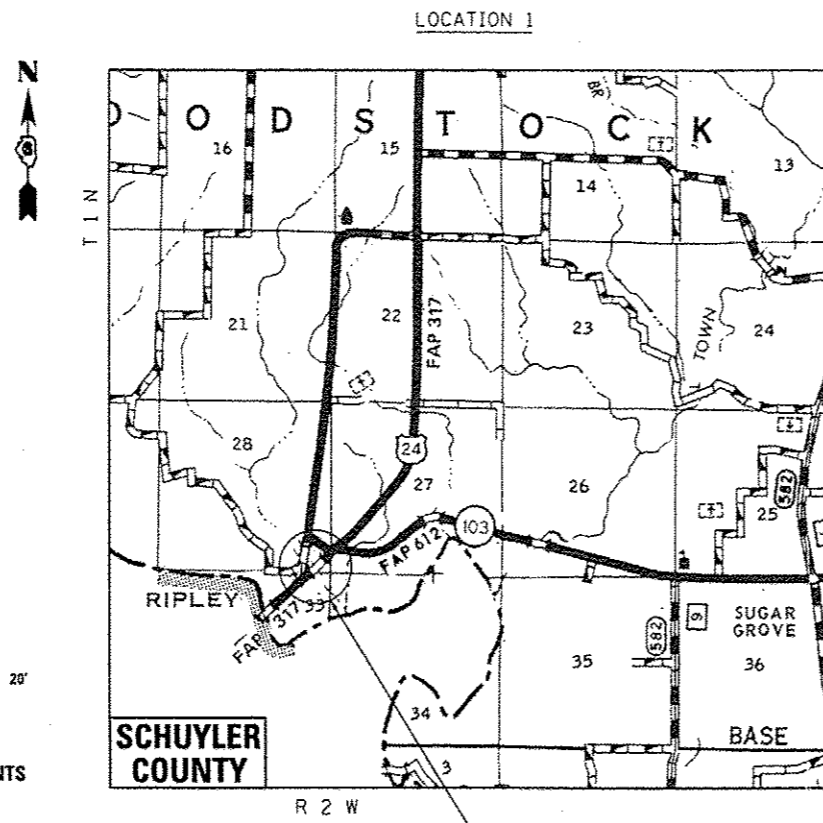 LOCATION 1
N
T 1 N
O D S T O C K
BR
16
15
14
13
21
22
FAP 317
23
TOWN
24
28
24
27
26
582
25
103
FAP 612
RIPLEY
FAP 317
33
582
9
SUGAR
GROVE
35
36
20'
34
SCHUYLER
COUNTY
BASE
3
NTS
R 2 W